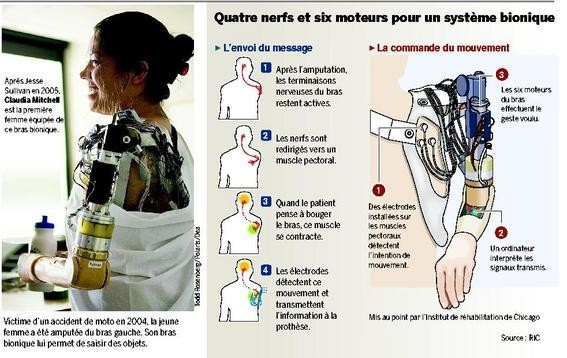 Quatre nerfs et six moteurs pour un système bionique
Après Jesse
Sullivan en 2005,
Claudia Mitchell
est la première
femme équipée de
ce bras bionique.
Todd Rosenberg/Polaris/Dea
Victime d'un accident de moto en 2004, la jeune
femme a été amputée du bras gauche. Son bras
bionique lui permet de saisir des objets.
L'envoi du message
1
Après l'amputation,
les terminaisons
nerveuses du bras
restent actives.
2
Les nerfs sont
redirigés vers un
muscle pectoral.
3
Quand le patient
pense à bouger
le bras, ce muscle
se contracte.
4
Les électrodes
détectent ce
mouvement et
transmettent
l'information à la
prothèse.
La commande du mouvement
3
Les six moteurs
du bras
effectuent le
geste voulu.
1
Des électrodes
installées sur
les muscles
pectoraux
détectent
l'intention de
mouvement.
2
Un ordinateur
interprète les
signaux transmis.
Mis au point par l'Institut de réhabilitation de Chicago
Source : RIC